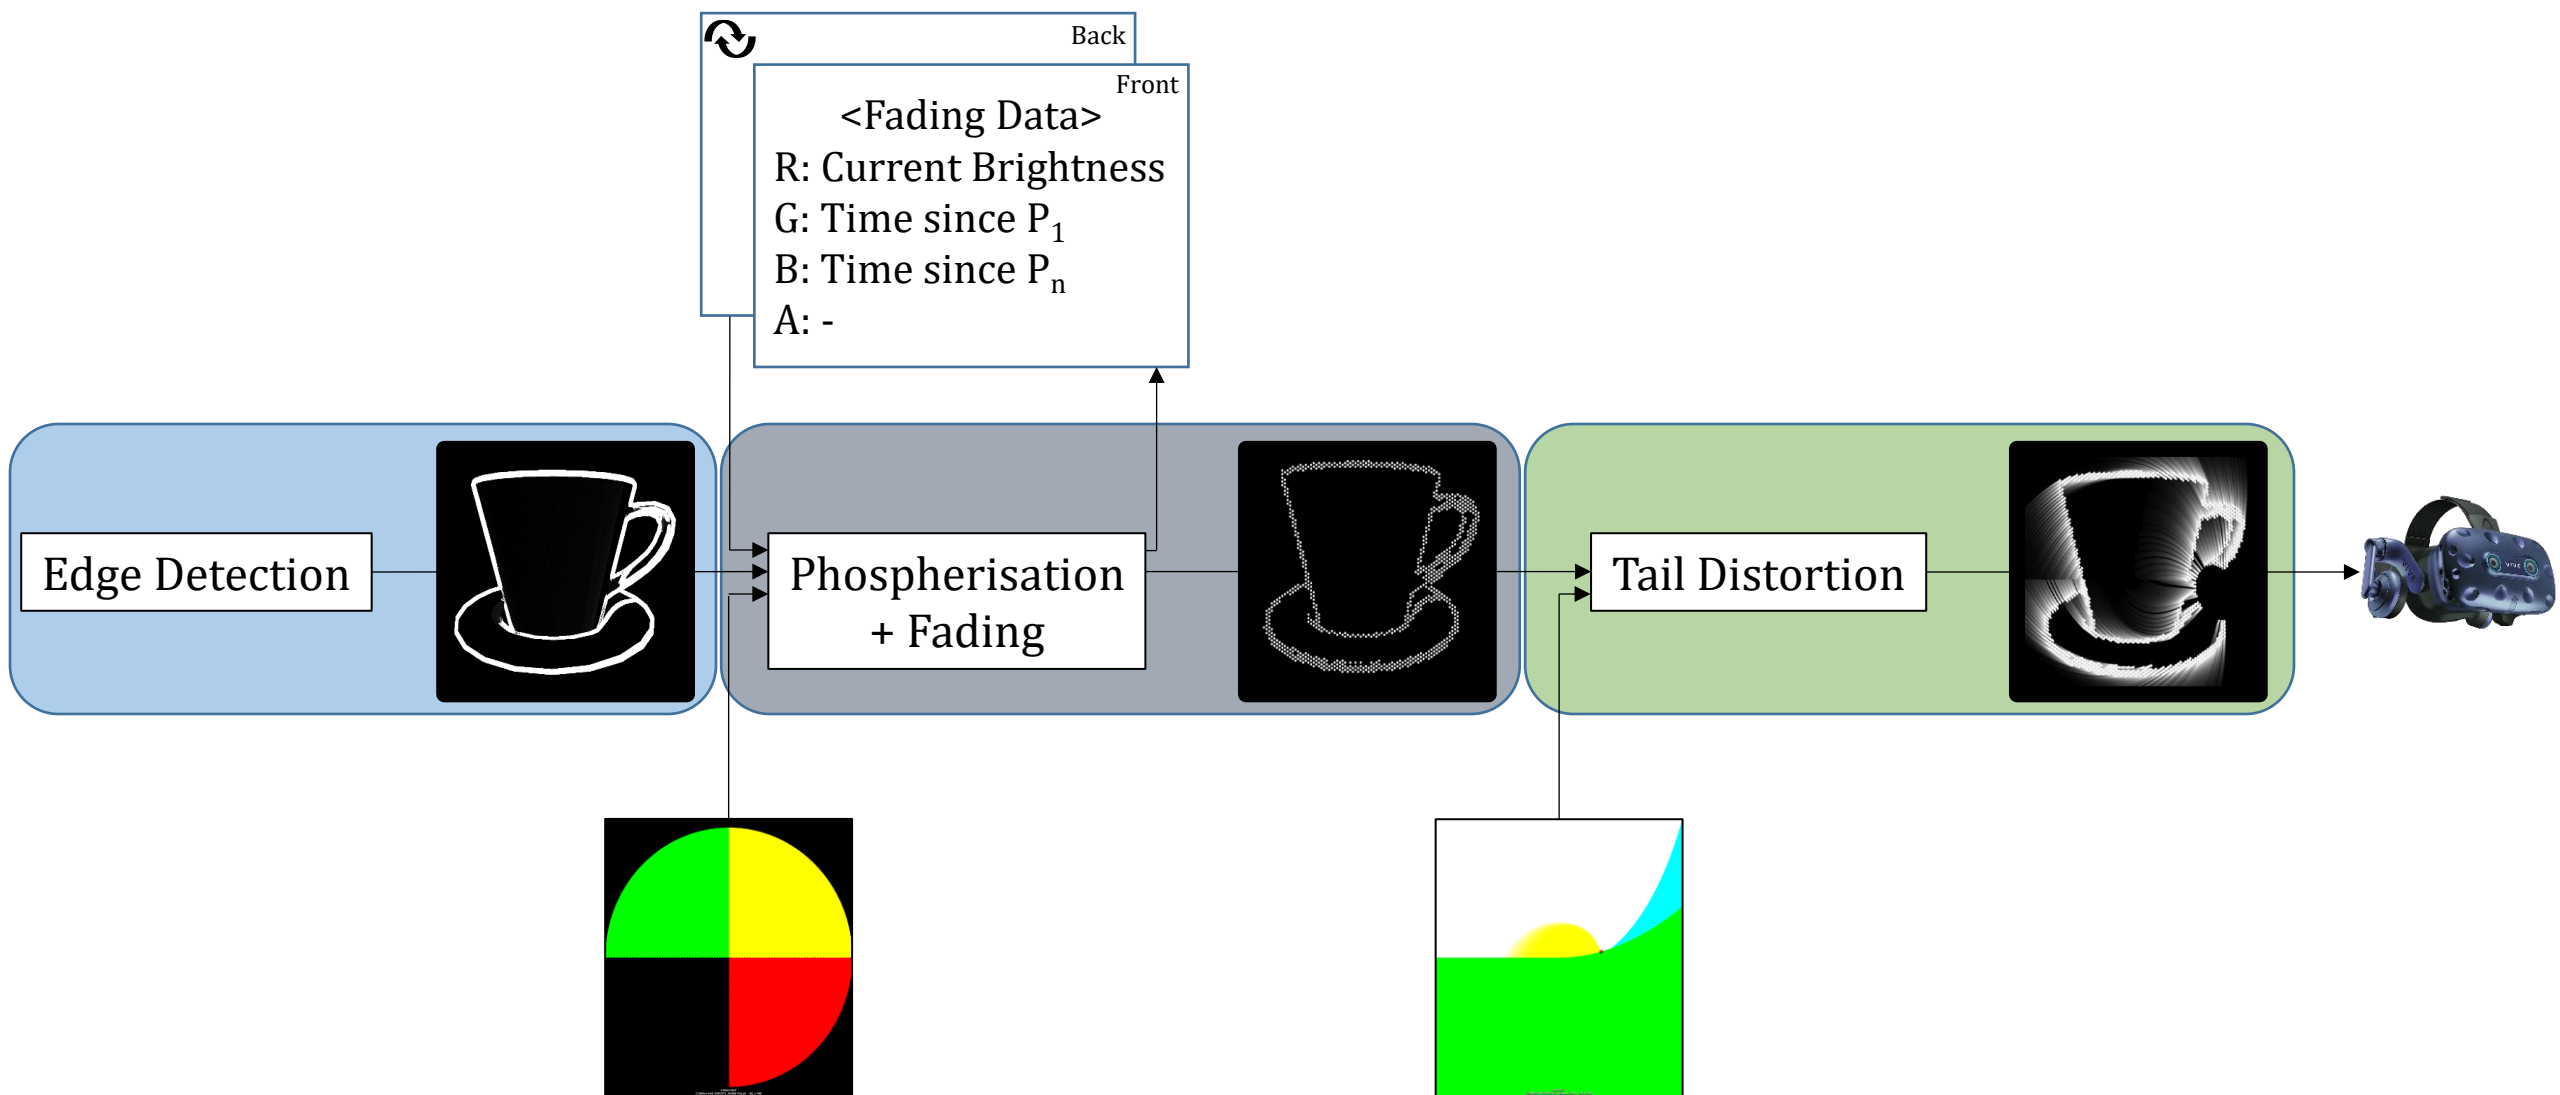 Back
Front
<Fading Data>
R: Current Brightness
G: Time since P1
B: Time since Pn
A: -
Edge Detection
Phospherisation
+ Fading
Tail Distortion